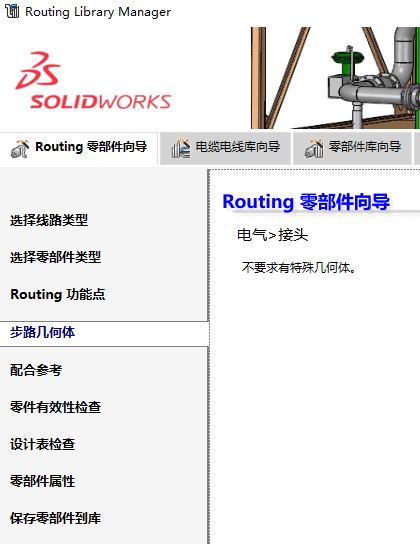 Routing Library Manager
SOLIDWORKS
Routing 零部件向导
电缆电线库向导
零部件库向导
选择线路类型
选择零部件类型
Routing 功能点
步路几何体
配合参考
零件有效性检查
设计表检查
零部件属性
保存零部件到库
Routing 零部件向导
电气>接头
不要求有特殊几何体。